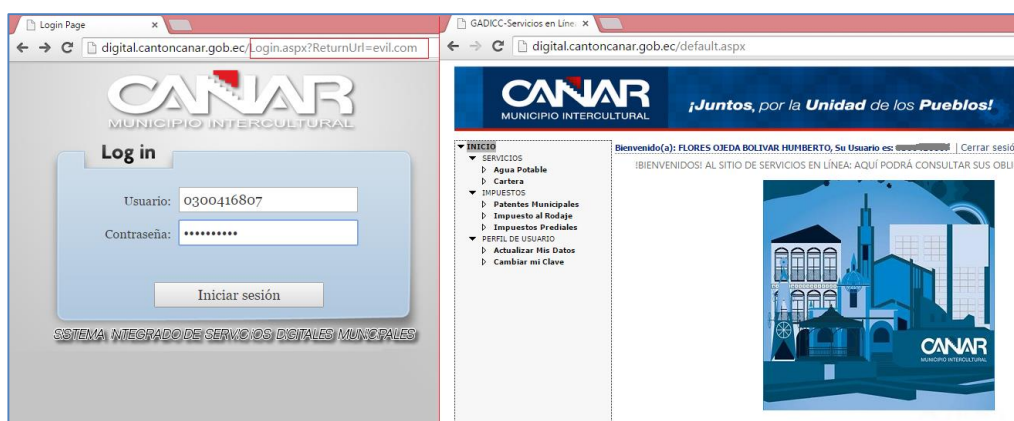 Login Page
digital.cantoncanar.gob.ec/Login.aspx?ReturnUrl=evil.com
CAÑAR
MUNICIPIO INTERCULTURAL
Log in
Usuario: 0300416807
Contraseña: ••••••••••
Iniciar sesión
SISTEMA INTEGRADO DE SERVICIOS DIGITALES MUNICIPALES
GADICC-Servicios en Líne
digital.cantoncanar.gob.ec/default.aspx
CAÑAR
MUNICIPIO INTERCULTURAL
¡Juntos, por la Unidad de los Pueblos!
INICIO
SERVICIOS
Agua Potable
Cartera
IMPUESTOS
Patentes Municipales
Impuesto al Rodaje
Impuestos Prediales
PERFIL DE USUARIO
Actualizar Mis Datos
Cambiar mi Clave
Bienvenido(a): FLORES OJEDA BOLIVAR HUMBERTO, Su Usuario es: | Cerrar sesió
!BIENVENIDOS! AL SITIO DE SERVICIOS EN LÍNEA: AQUÍ PODRÁ CONSULTAR SUS OBLI
CAÑAR
MUNICIPIO INTERCULTURAL